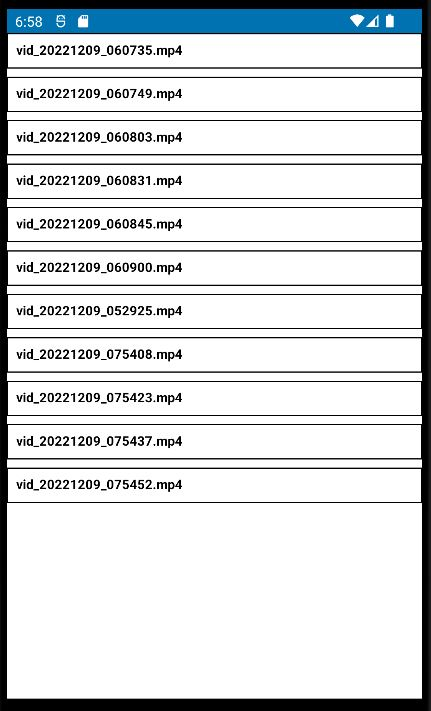 6:58
vid_20221209_060735.mp4
vid_20221209_060749.mp4
vid_20221209_060803.mp4
vid_20221209_060831.mp4
vid_20221209_060845.mp4
vid_20221209_060900.mp4
vid_20221209_052925.mp4
vid_20221209_075408.mp4
vid_20221209_075423.mp4
vid_20221209_075437.mp4
vid_20221209_075452.mp4